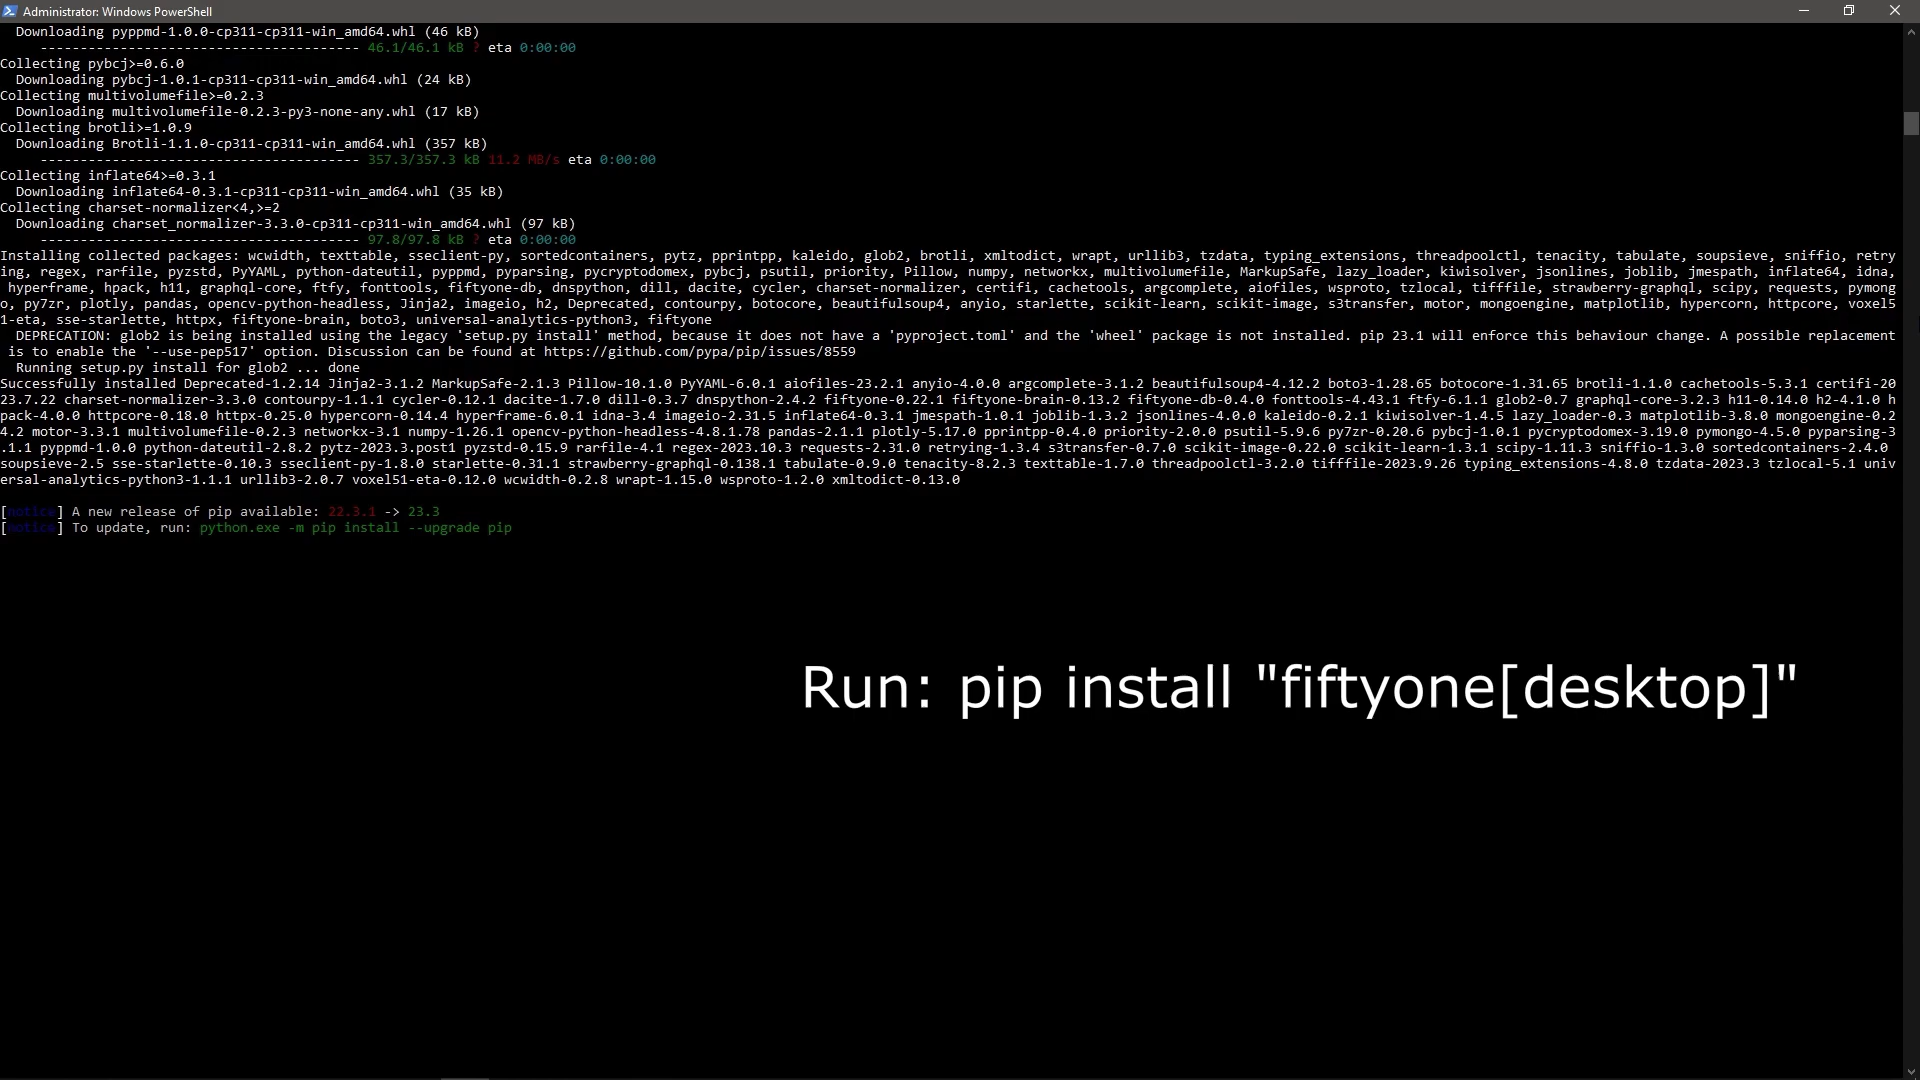 Administrator: Windows PowerShell
Downloading pyppmd-1.0.0-cp311-cp311-win_amd64.whl (46 kB)
---------------------------------------- 46.1/46.1 kB ? eta 0:00:00
Collecting pybcj>=0.6.0
Downloading pybcj-1.0.1-cp311-cp311-win_amd64.whl (24 kB)
Collecting multivolumefile>=0.2.3
Downloading multivolumefile-0.2.3-py3-none-any.whl (17 kB)
Collecting brotli>=1.0.9
Downloading Brotli-1.1.0-cp311-cp311-win_amd64.whl (357 kB)
---------------------------------------- 357.3/357.3 kB 11.2 MB/s eta 0:00:00
Collecting inflate64>=0.3.1
Downloading inflate64-0.3.1-cp311-cp311-win_amd64.whl (35 kB)
Collecting charset-normalizer<4,>=2
Downloading charset_normalizer-3.3.0-cp311-cp311-win_amd64.whl (97 kB)
---------------------------------------- 97.8/97.8 kB ? eta 0:00:00
Installing collected packages: wcwidth, texttable, sseclient-py, sortedcontainers, pytz, pprintpp, kaleido, glob2, brotli, xmltodict, wrapt, urllib3, tzdata, typing_extensions, threadpoolctl, tenacity, tabulate, soupsieve, sniffio, retry
ing, regex, rarfile, pyzstd, PyYAML, python-dateutil, pyppmd, pyparsing, pycryptodomex, pybcj, psutil, priority, Pillow, numpy, networkx, multivolumefile, MarkupSafe, lazy_loader, kiwisolver, jsonlines, joblib, jmespath, inflate64, idna,
hyperframe, hpack, h11, graphql-core, ftfy, fonttools, fiftyone-db, dnspython, dill, dacite, cycler, charset-normalizer, certifi, cachetools, argcomplete, aiofiles, wsproto, tzlocal, tifffile, strawberry-graphql, scipy, requests, pymong
o, py7zr, plotly, pandas, opencv-python-headless, Jinja2, imageio, h2, Deprecated, contourpy, botocore, beautifulsoup4, anyio, starlette, scikit-learn, scikit-image, s3transfer, motor, mongoengine, matplotlib, hypercorn, httpcore, voxel5
1-eta, sse-starlette, httpx, fiftyone-brain, boto3, universal-analytics-python3, fiftyone
DEPRECATION: glob2 is being installed using the legacy 'setup.py install' method, because it does not have a 'pyproject.toml' and the 'wheel' package is not installed. pip 23.1 will enforce this behaviour change. A possible replacement
is to enable the '--use-pep517' option. Discussion can be found at https://github.com/pypa/pip/issues/8559
Running setup.py install for glob2 ... done
Successfully installed Deprecated-1.2.14 Jinja2-3.1.2 MarkupSafe-2.1.3 Pillow-10.1.0 PyYAML-6.0.1 aiofiles-23.2.1 anyio-4.0.0 argcomplete-3.1.2 beautifulsoup4-4.12.2 boto3-1.28.65 botocore-1.31.65 brotli-1.1.0 cachetools-5.3.1 certifi-20
23.7.22 charset-normalizer-3.3.0 contourpy-1.1.1 cycler-0.12.1 dacite-1.7.0 dill-0.3.7 dnspython-2.4.2 fiftyone-0.22.1 fiftyone-brain-0.13.2 fiftyone-db-0.4.0 fonttools-4.43.1 ftfy-6.1.1 glob2-0.7 graphql-core-3.2.3 h11-0.14.0 h2-4.1.0 h
pack-4.0.0 httpcore-0.18.0 httpx-0.25.0 hypercorn-0.14.4 hyperframe-6.0.1 idna-3.4 imageio-2.31.5 inflate64-0.3.1 jmespath-1.0.1 joblib-1.3.2 jsonlines-4.0.0 kaleido-0.2.1 kiwisolver-1.4.5 lazy_loader-0.3 matplotlib-3.8.0 mongoengine-0.2
4.2 motor-3.3.1 multivolumefile-0.2.3 networkx-3.1 numpy-1.26.1 opencv-python-headless-4.8.1.78 pandas-2.1.1 plotly-5.17.0 pprintpp-0.4.0 priority-2.0.0 psutil-5.9.6 py7zr-0.20.6 pybcj-1.0.1 pycryptodomex-3.19.0 pymongo-4.5.0 pyparsing-3
.1.1 pyppmd-1.0.0 python-dateutil-2.8.2 pytz-2023.3.post1 pyzstd-0.15.9 rarfile-4.1 regex-2023.10.3 requests-2.31.0 retrying-1.3.4 s3transfer-0.7.0 scikit-image-0.22.0 scikit-learn-1.3.1 scipy-1.11.3 sniffio-1.3.0 sortedcontainers-2.4.0
soupsieve-2.5 sse-starlette-0.10.3 sseclient-py-1.8.0 starlette-0.31.1 strawberry-graphql-0.138.1 tabulate-0.9.0 tenacity-8.2.3 texttable-1.7.0 threadpoolctl-3.2.0 tifffile-2023.9.26 typing_extensions-4.8.0 tzdata-2023.3 tzlocal-5.1 univ
ersal-analytics-python3-1.1.1 urllib3-2.0.7 voxel51-eta-0.12.0 wcwidth-0.2.8 wrapt-1.15.0 wsproto-1.2.0 xmltodict-0.13.0
[notice] A new release of pip available: 22.3.1 -> 23.3
[notice] To update, run: python.exe -m pip install --upgrade pip
Run: pip install "fiftyone[desktop]"